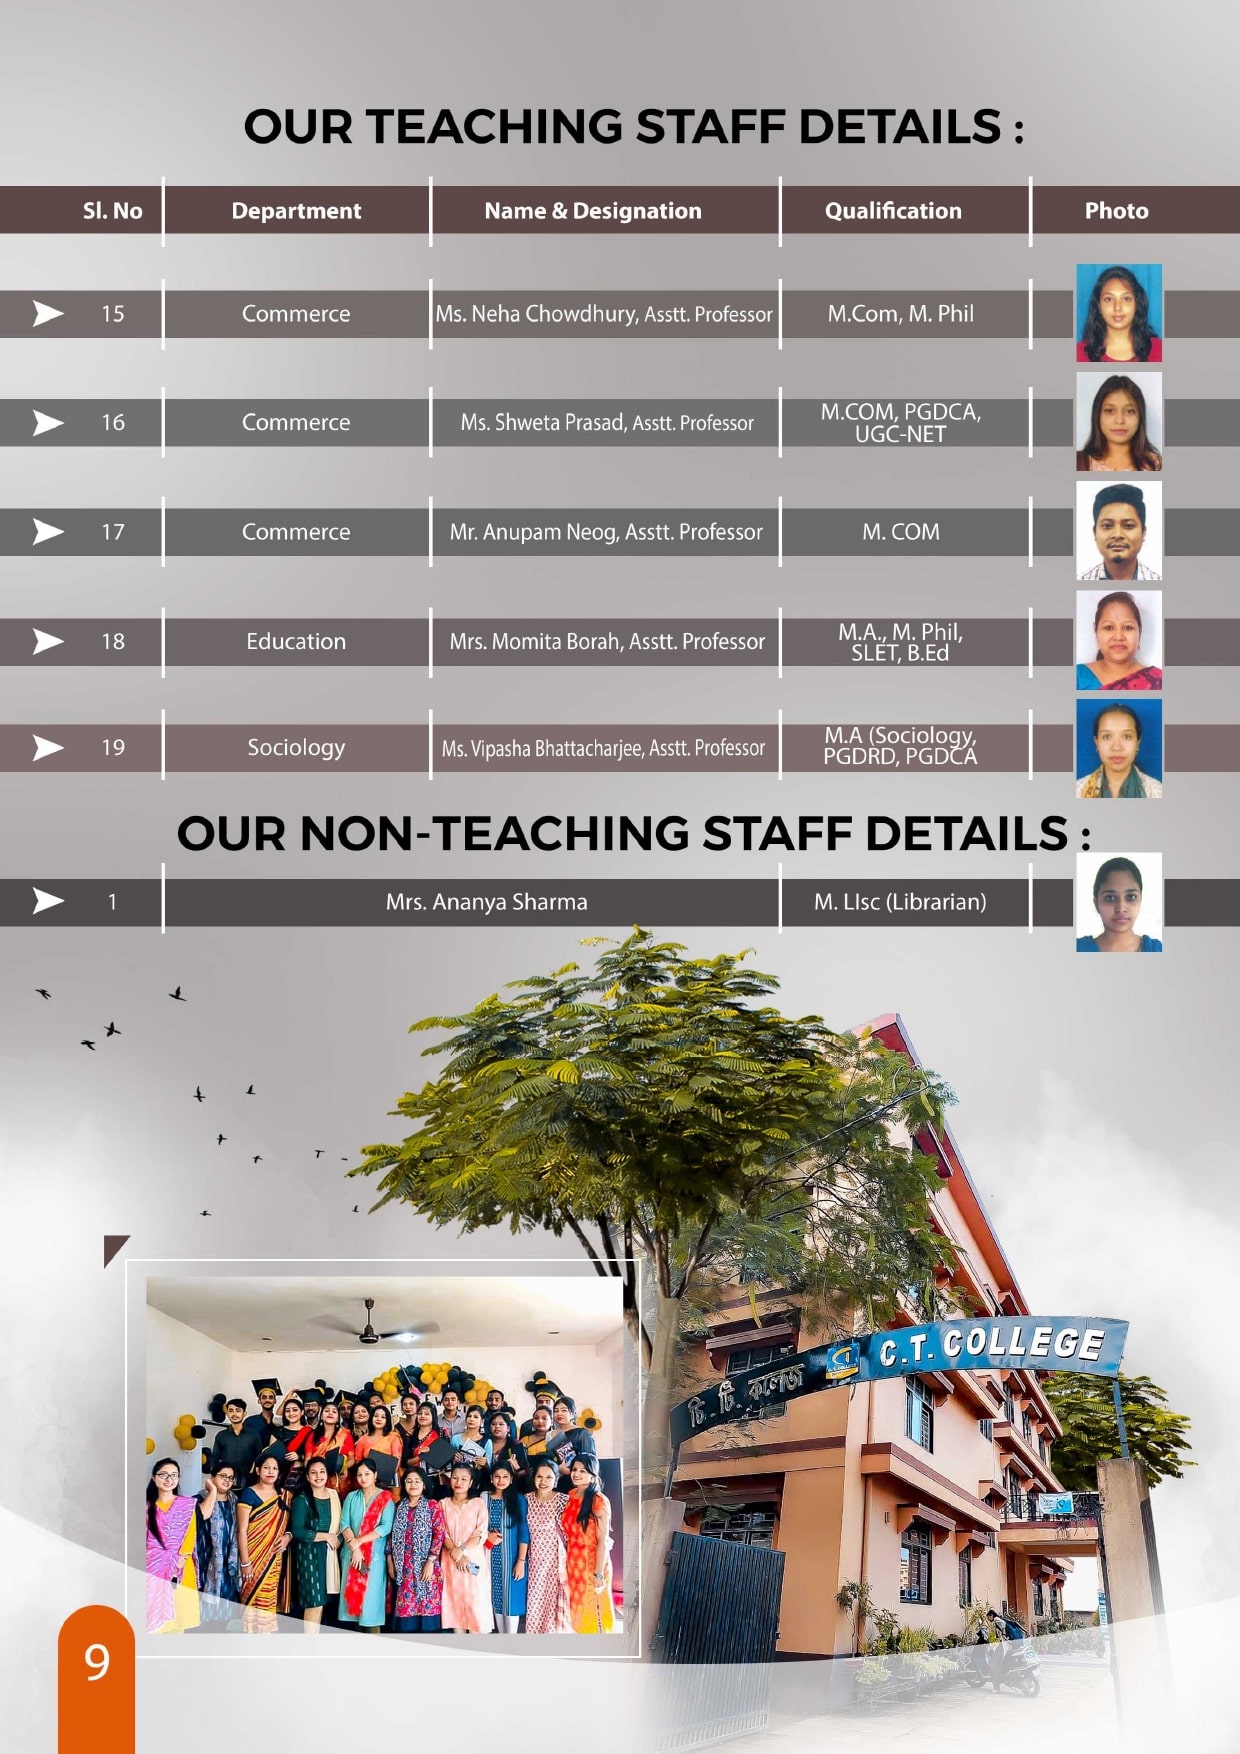 OUR TEACHING STAFF DETAILS :
Sl. No Department Name & Designation Qualification Photo
15 Commerce Ms. Neha Chowdhury, Asstt. Professor M.Com, M. Phil
16 Commerce Ms. Shweta Prasad, Asstt. Professor M.COM, PGDCA,
UGC-NET
17 Commerce Mr. Anupam Neog, Asstt. Professor M. COM
18 Education Mrs. Momita Borah, Asstt. Professor M.A., M. Phil,
SLET, B.Ed
19 Sociology Ms. Vipasha Bhattacharjee, Asstt. Professor M.A (Sociology,
PGDRD, PGDCA
OUR NON-TEACHING STAFF DETAILS :
1 Mrs. Ananya Sharma M. LIsc (Librarian)
চি. টি. কলেজ C.T. COLLEGE
9